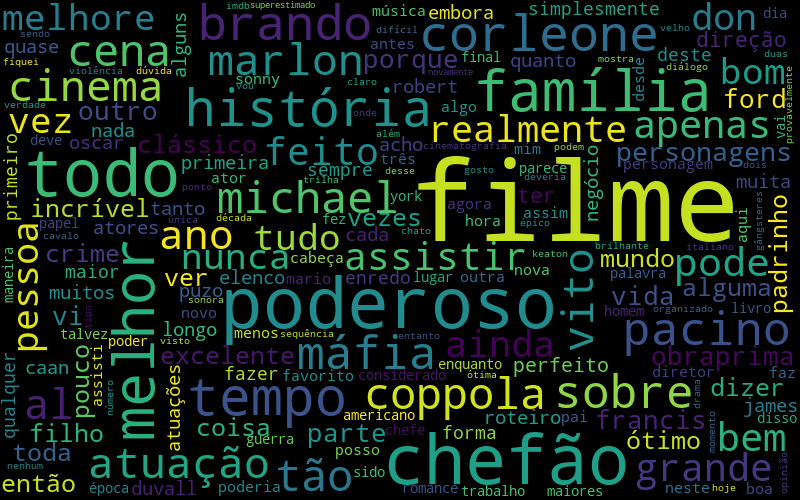 imdb superestimado
melhore
sendo
quase
fiquei
cena
cinema
violência
dúvida
alguns
brando
marlon
música
antes
porque
embora
difícil
corleone
simplesmente
velho
don
dia
direção
duas
mostra
deste
diálogo
quanto
final
novamente
sonny
robert
claro
vou
onde
história
família
algo
desde
bom
ford
vai
provavelmente
apenas
verdade
vez
outro
nada
deve
oscar
clássico
feito
acho
realmente
além
cinematografia
podem
mim
personagens
personagem
dois
primeiro
todo
primeira
ator
ponto
sempre
três
desse
trilha
gosto
parece
deveria
negócio
muita
gângsteres
michael
filme
york
agora
ter
assim
aqui
padrinho
incrível
tanto
papel
cavalo
atores
única
década
fez
vezes
hora
épico
chato
cada
ano
tudo
pessoa
crime
maneira
maior
muitos
melhor
nunca
cabeça
assistir
nova
keaton
brilhante
italiano
mundo
pode
ver
elenco
mario
enredo
lugar
outra
palavra
alguma
puzo
sonora
novo
vi
tipo
longo
poderoso
vito
vida
homem
organizado
livro
pacino
talvez
poder
visto
menos
sequência
entanto
máfia
ainda
caan
pouco
assisti
excelente
enquanto
ótima
perfeito
obraprima
diretor
faz
qualquer
al
número
atuações
fazer
favorito
considerado
tempo
coppola
sobre
drama
dizer
james
disso
americano
filho
coisa
guerra
parte
chefe
roteiro
pai
forma
francis
momento
ótimo
bem
toda
nenhum
então
atuação
época
duvall
poderia
tão
posso
sido
chefão
romance
trabalho
maiores
grande
neste
hoje
boa
opinião